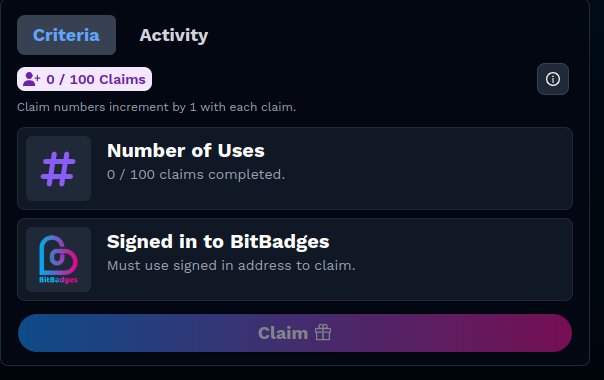 Criteria Activity
0 / 100 Claims
Claim numbers increment by 1 with each claim.
Number of Uses
0 / 100 claims completed.
Signed in to BitBadges
Must use signed in address to claim.
BitBadges
Claim